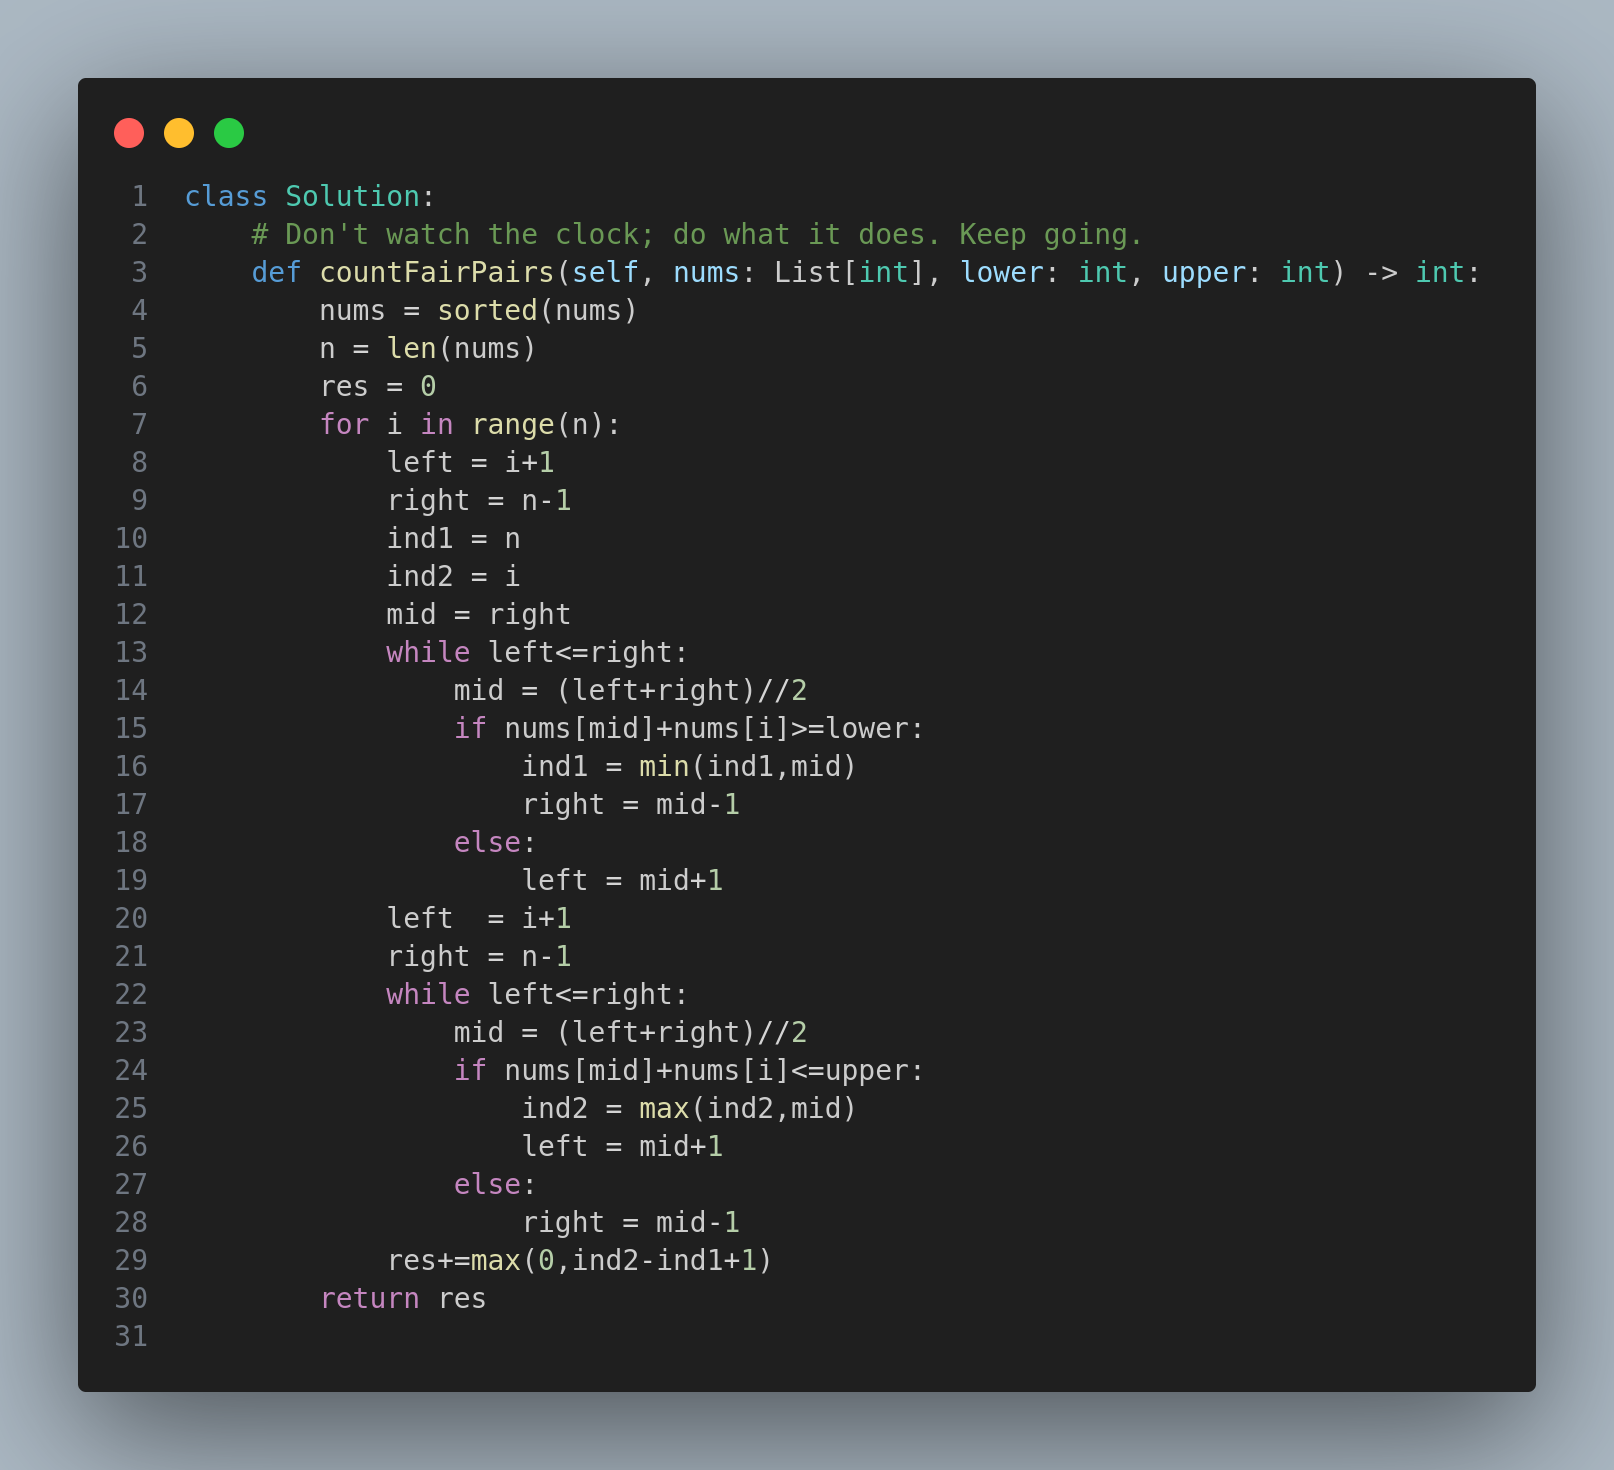 1 class Solution:
2     # Don't watch the clock; do what it does. Keep going.
3     def countFairPairs(self, nums: List[int], lower: int, upper: int) -> int:
4         nums = sorted(nums)
5         n = len(nums)
6         res = 0
7         for i in range(n):
8             left = i+1
9             right = n-1
10             ind1 = n
11             ind2 = i
12             mid = right
13             while left<=right:
14                 mid = (left+right)//2
15                 if nums[mid]+nums[i]>=lower:
16                     ind1 = min(ind1,mid)
17                     right = mid-1
18                 else:
19                     left = mid+1
20             left  = i+1
21             right = n-1
22             while left<=right:
23                 mid = (left+right)//2
24                 if nums[mid]+nums[i]<=upper:
25                     ind2 = max(ind2,mid)
26                     left = mid+1
27                 else:
28                     right = mid-1
29             res+=max(0,ind2-ind1+1)
30         return res
31